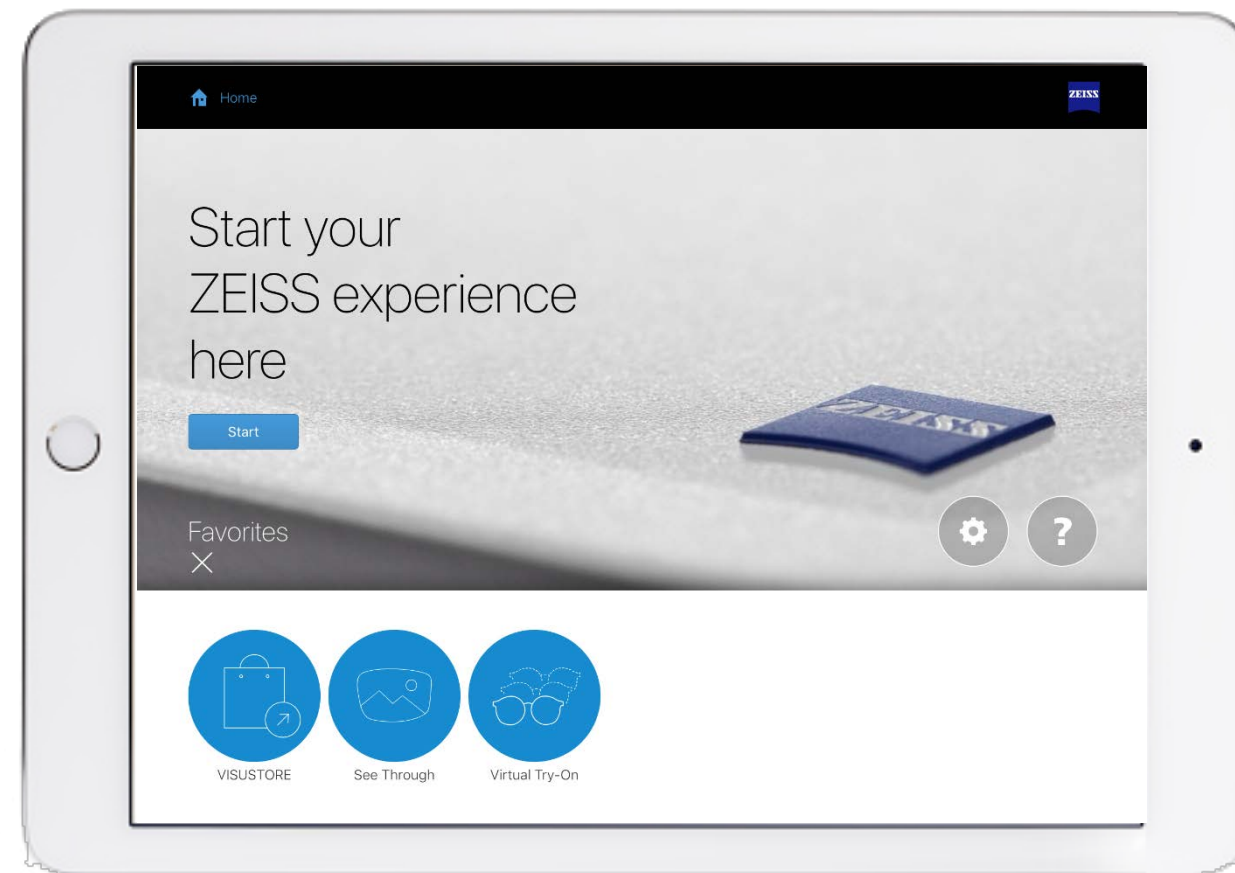 Home
ZEISS
Start your
ZEISS experience
here
Start
ZEISS
Favorites
?
VISUSTORE
See Through
Virtual Try-On